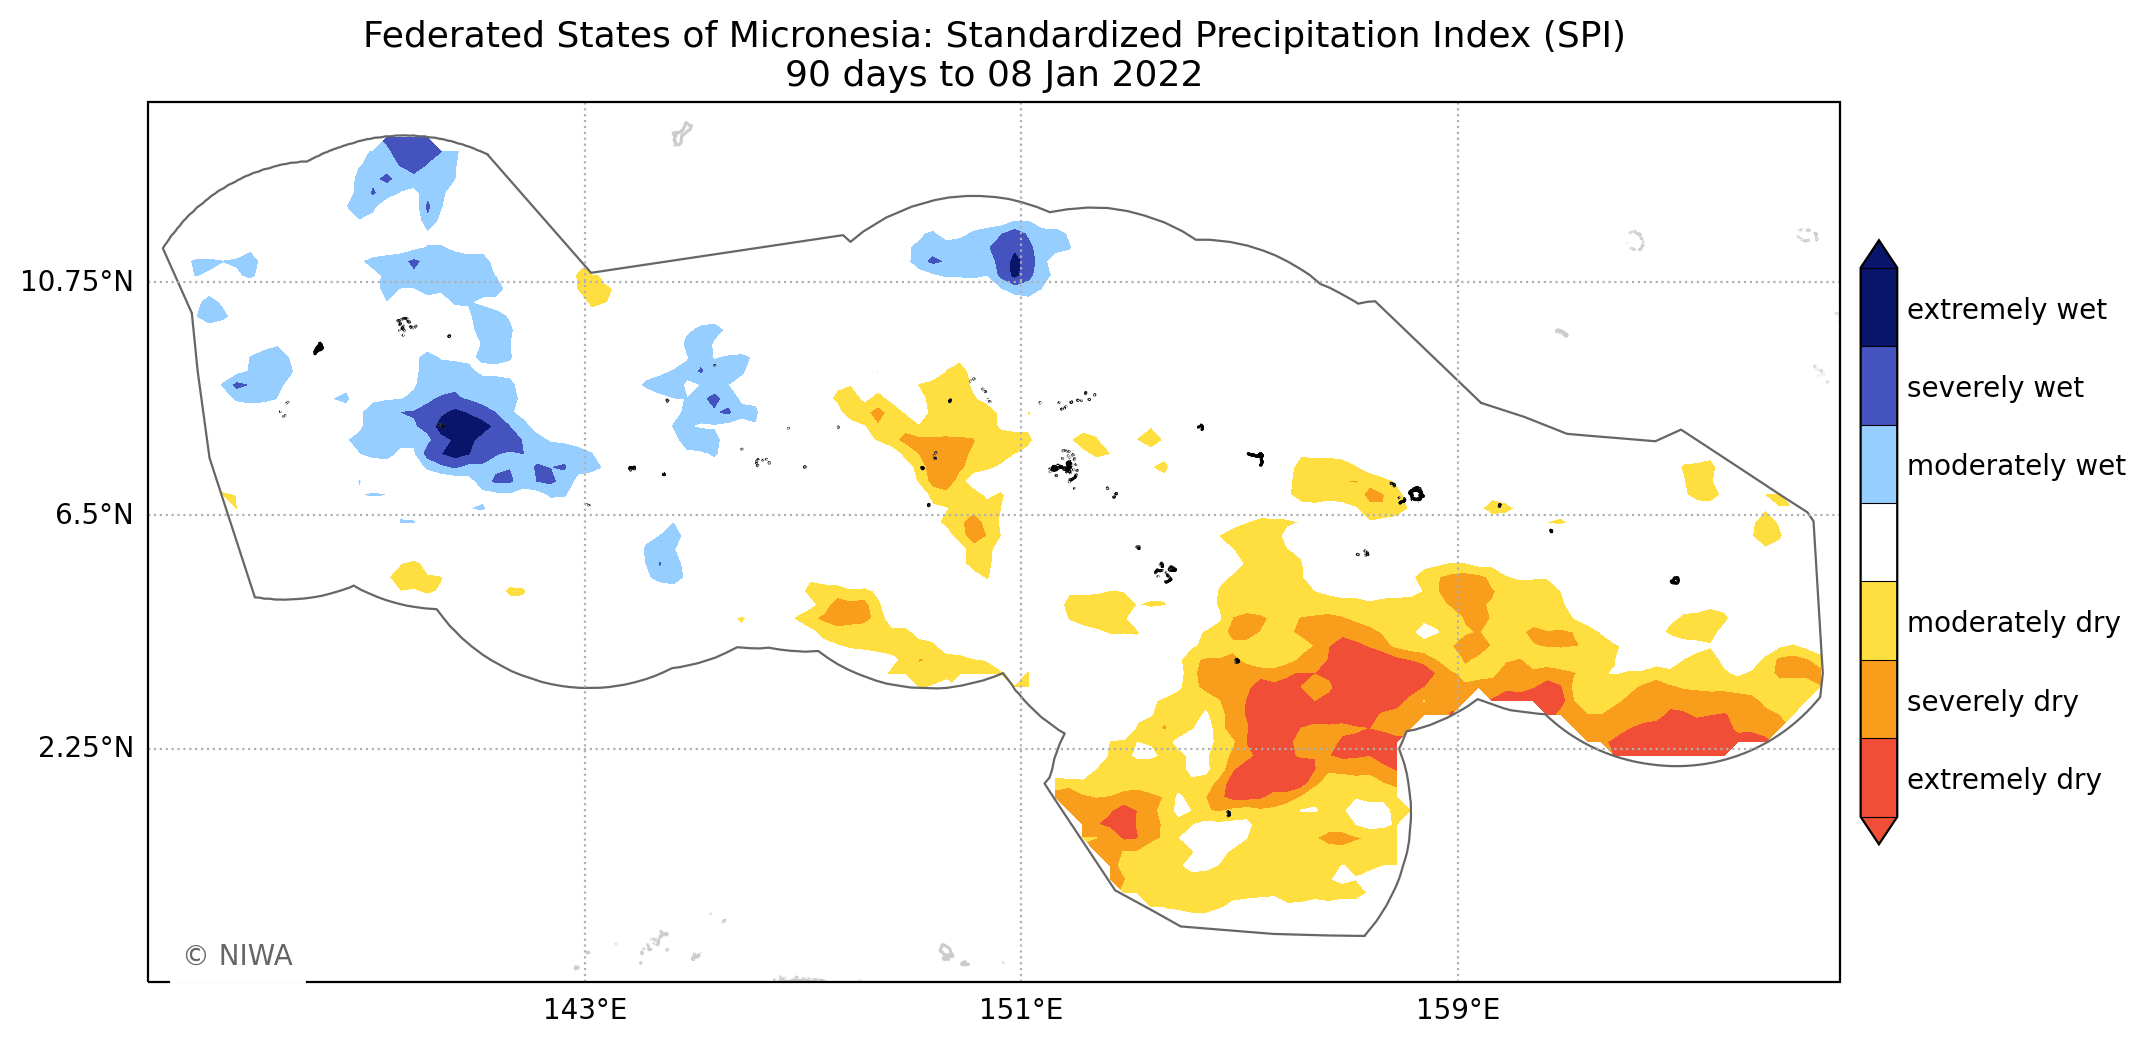 Federated States of Micronesia: Standardized Precipitation Index (SPI)
90 days to 08 Jan 2022
10.75°N
6.5°N
2.25°N
143°E
151°E
159°E
extremely wet
severely wet
moderately wet
moderately dry
severely dry
extremely dry
© NIWA